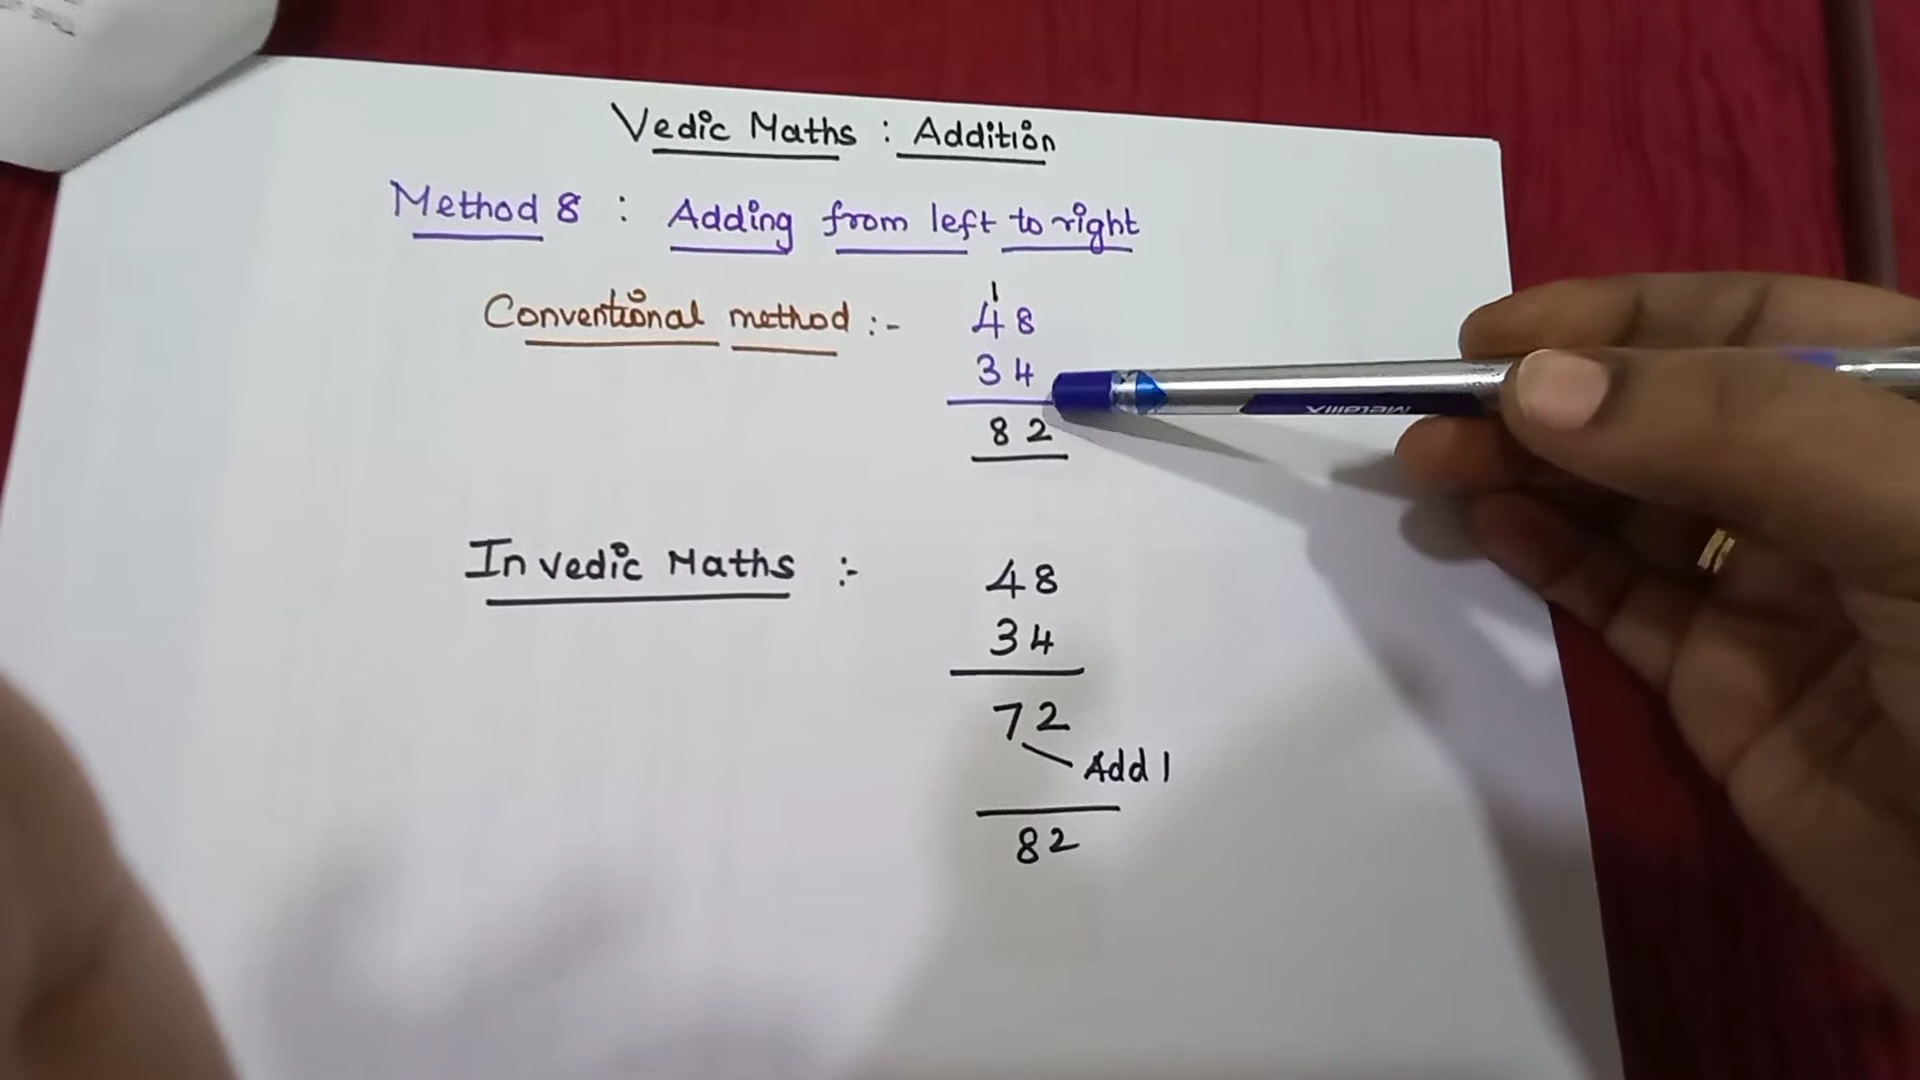 Vedic Maths : Addition
Method 8 : Adding from left to right
1
Conventional method :- 48
34
82
In vedic Maths :- 48
34
72
Add 1
82